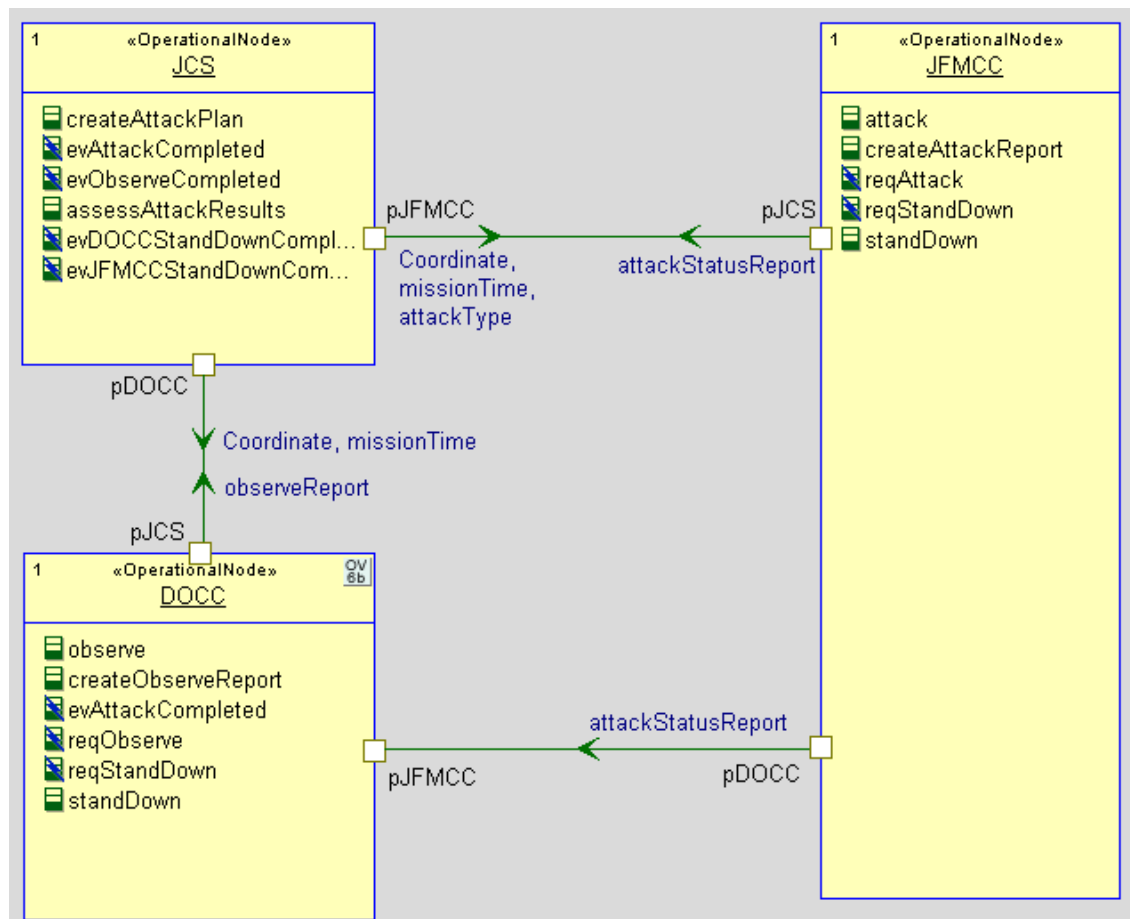 1
«OperationalNode»
JCS
createAttackPlan
evAttackCompleted
evObserveCompleted
assessAttackResults
evDOCCStandDownCompl...
evJFMCCStandDownCom...
1
«OperationalNode»
JFMCC
attack
createAttackReport
reqAttack
reqStandDown
standDown
pJFMCC
pJCS
Coordinate,
missionTime,
attackType
attackStatusReport
pDOCC
Coordinate, missionTime
observeReport
pJCS
1
«OperationalNode»
OV
6b
DOCC
observe
createObserveReport
evAttackCompleted
reqObserve
reqStandDown
standDown
attackStatusReport
pJFMCC
pDOCC